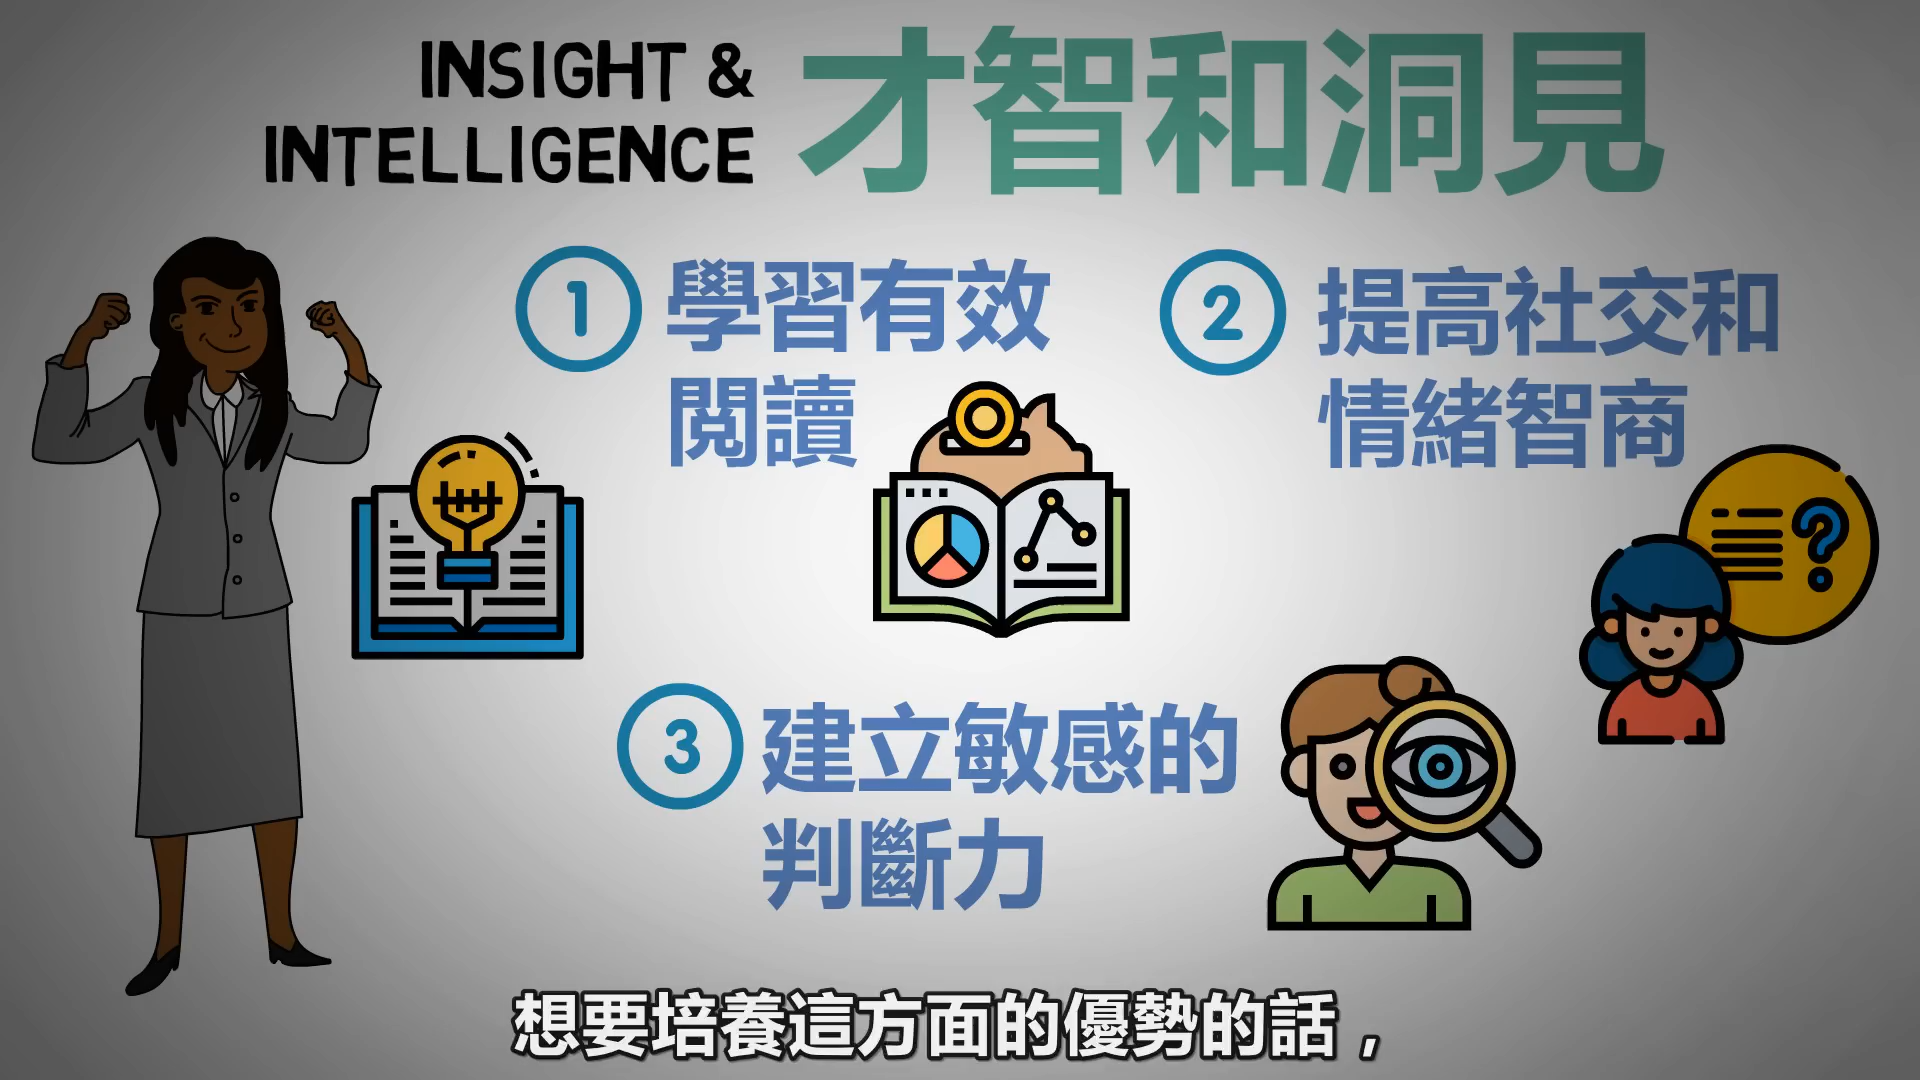 INSIGHT &
INTELLIGENCE
才智和洞見
1 學習有效
閱讀
2 提高社交和
情緒智商
?
3 建立敏感的
判斷力
想要培養這方面的優勢的話，